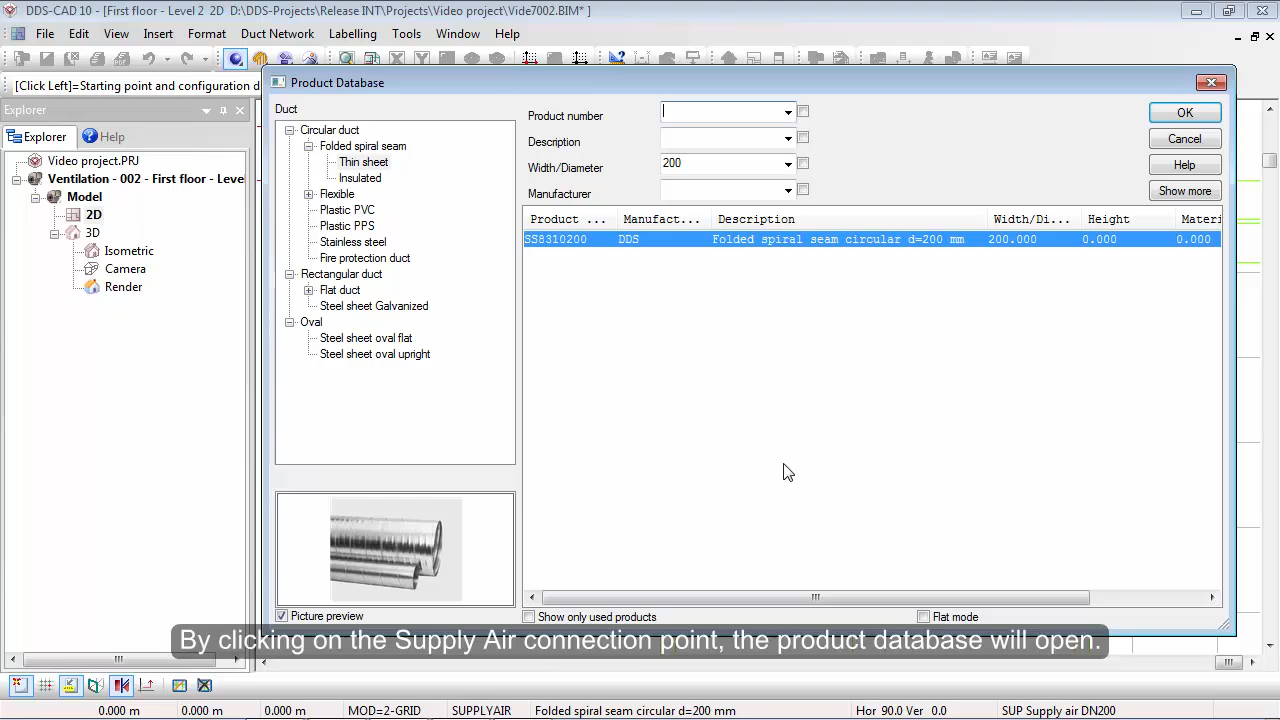 DDS-CAD 10 - [First floor - Level 2  2D  D:\DDS-Projects\Release INT\Projects\Video project\Vide7002.BIM* ]
File Edit View Insert Format Duct Network Labelling Tools Window Help
[Click Left]=Starting point and configuration d
Product Database
Explorer
Explorer Help
Video project.PRJ
Ventilation - 002 - First floor - Leve
Model
2D
3D
Isometric
Camera
Render
Duct
Circular duct
Folded spiral seam
Thin sheet
Insulated
Flexible
Plastic PVC
Plastic PPS
Stainless steel
Fire protection duct
Rectangular duct
Flat duct
Steel sheet Galvanized
Oval
Steel sheet oval flat
Steel sheet oval upright
Picture preview
Product number
Description
Width/Diameter 200
Manufacturer
OK
Cancel
Help
Show more
Product ... Manufact... Description Width/Di... Height Materi
SS8310200 DDS Folded spiral seam circular d=200 mm 200.000 0.000 0.000
Show only used products Flat mode
By clicking on the Supply Air connection point, the product database will open.
0.000 m 0.000 m 0.000 m MOD=2-GRID SUPPLYAIR Folded spiral seam circular d=200 mm Hor 90.0 Ver 0.0 SUP Supply air DN200